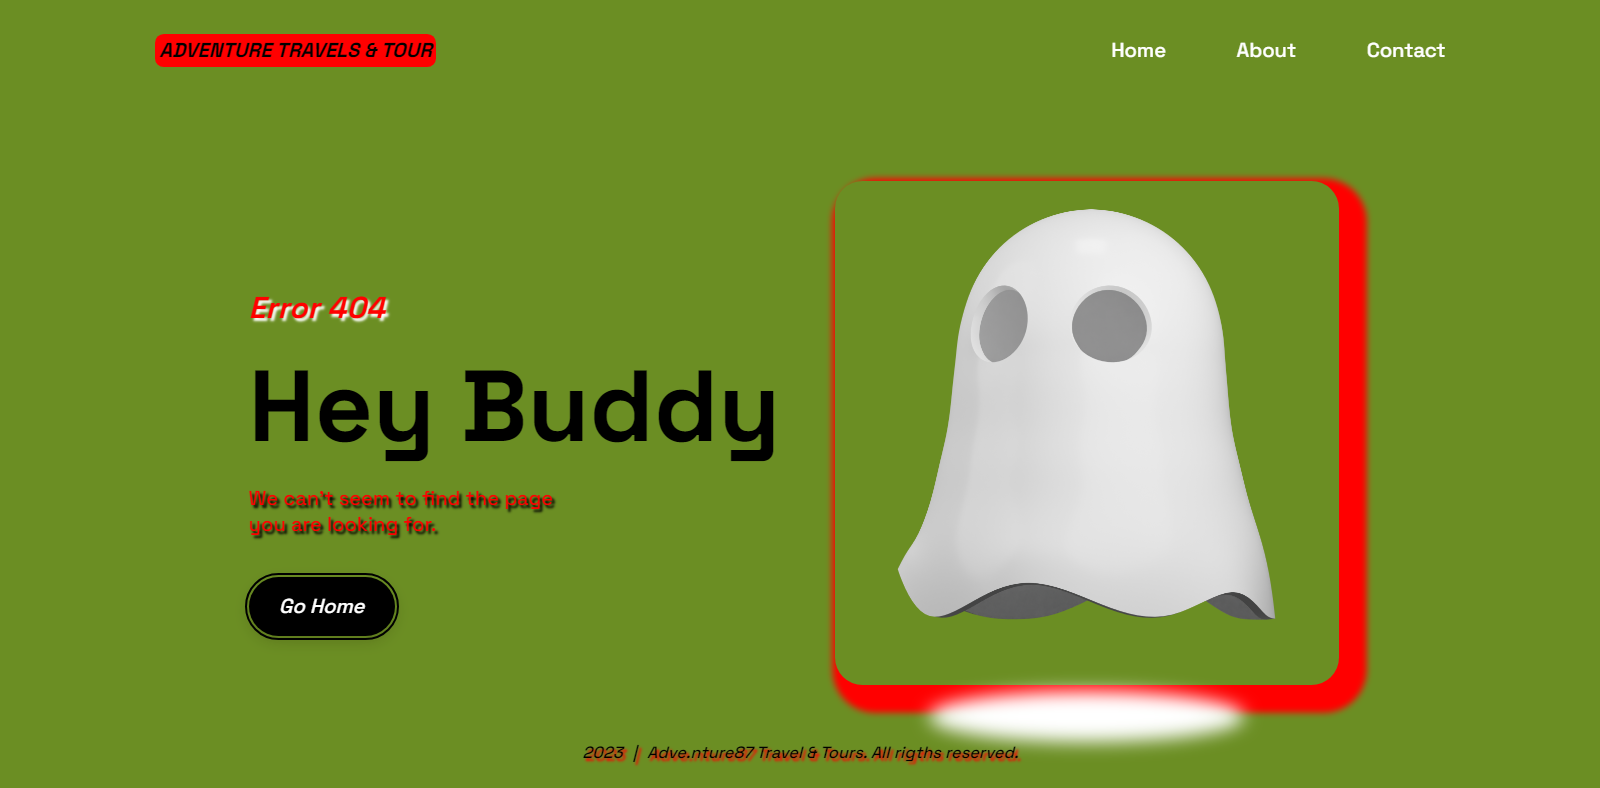 ADVENTURE TRAVELS & TOUR
Home
About
Contact
Error 404
Hey Buddy
We can't seem to find the page
you are looking for.
Go Home
2023 | Adve.nture87 Travel & Tours. All rigths reserved.